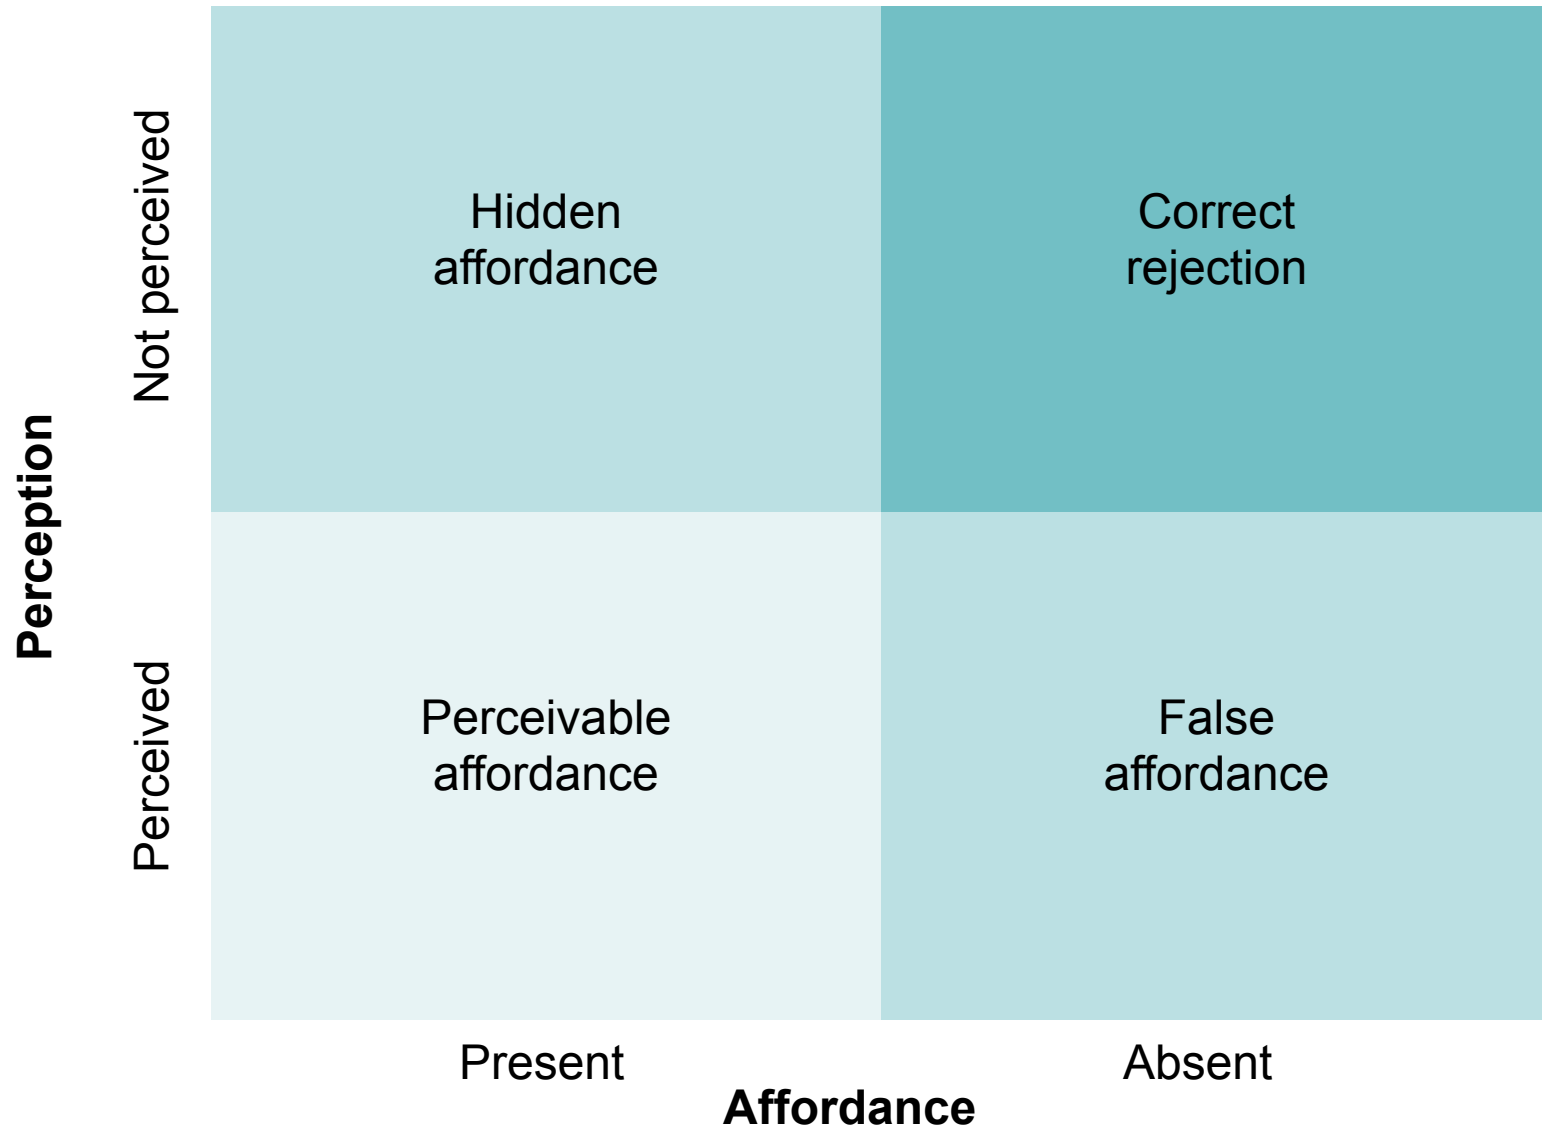 Perception
Not perceived
Perceived
Hidden
affordance
Correct
rejection
Perceivable
affordance
False
affordance
Present
Absent
Affordance